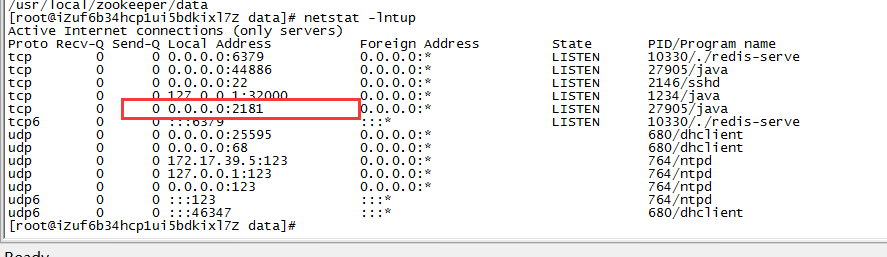 /usr/local/zookeeper/data
[root@iZuf6b34hcp1ui5bdkixl7Z data]# netstat -lntup
Active Internet connections (only servers)
Proto Recv-Q Send-Q Local Address           Foreign Address         State       PID/Program name
tcp        0      0 0.0.0.0:6379            0.0.0.0:*               LISTEN      10330/./redis-serve
tcp        0      0 0.0.0.0:44886           0.0.0.0:*               LISTEN      27905/java
tcp        0      0 0.0.0.0:22              0.0.0.0:*               LISTEN      2146/sshd
tcp        0      0 127.0.0.1:32000         0.0.0.0:*               LISTEN      1234/java
tcp        0      0 0.0.0.0:2181            0.0.0.0:*               LISTEN      27905/java
tcp6       0      0 :::6379                 :::*                    LISTEN      10330/./redis-serve
udp        0      0 0.0.0.0:25595           0.0.0.0:*                           680/dhclient
udp        0      0 0.0.0.0:68              0.0.0.0:*                           680/dhclient
udp        0      0 172.17.39.5:123         0.0.0.0:*                           764/ntpd
udp        0      0 127.0.0.1:123           0.0.0.0:*                           764/ntpd
udp        0      0 0.0.0.0:123             0.0.0.0:*                           764/ntpd
udp6       0      0 :::123                  :::*                                764/ntpd
udp6       0      0 :::46347                :::*                                680/dhclient
[root@iZuf6b34hcp1ui5bdkixl7Z data]#
Ready